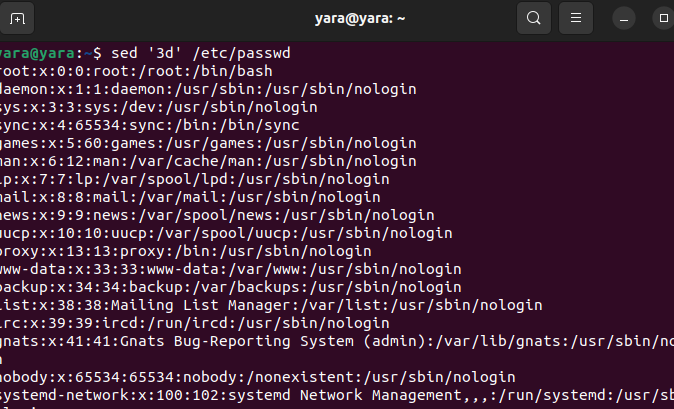 yara@yara: ~
yara@yara:~$ sed '3d' /etc/passwd
root:x:0:0:root:/root:/bin/bash
daemon:x:1:1:daemon:/usr/sbin:/usr/sbin/nologin
sys:x:3:3:sys:/dev:/usr/sbin/nologin
sync:x:4:65534:sync:/bin:/bin/sync
games:x:5:60:games:/usr/games:/usr/sbin/nologin
man:x:6:12:man:/var/cache/man:/usr/sbin/nologin
lp:x:7:7:lp:/var/spool/lpd:/usr/sbin/nologin
mail:x:8:8:mail:/var/mail:/usr/sbin/nologin
news:x:9:9:news:/var/spool/news:/usr/sbin/nologin
uucp:x:10:10:uucp:/var/spool/uucp:/usr/sbin/nologin
proxy:x:13:13:proxy:/bin:/usr/sbin/nologin
www-data:x:33:33:www-data:/var/www:/usr/sbin/nologin
backup:x:34:34:backup:/var/backups:/usr/sbin/nologin
list:x:38:38:Mailing List Manager:/var/list:/usr/sbin/nologin
irc:x:39:39:ircd:/run/ircd:/usr/sbin/nologin
gnats:x:41:41:Gnats Bug-Reporting System (admin):/var/lib/gnats:/usr/sbin/no
n
nobody:x:65534:65534:nobody:/nonexistent:/usr/sbin/nologin
systemd-network:x:100:102:systemd Network Management,,,:/run/systemd:/usr/sb